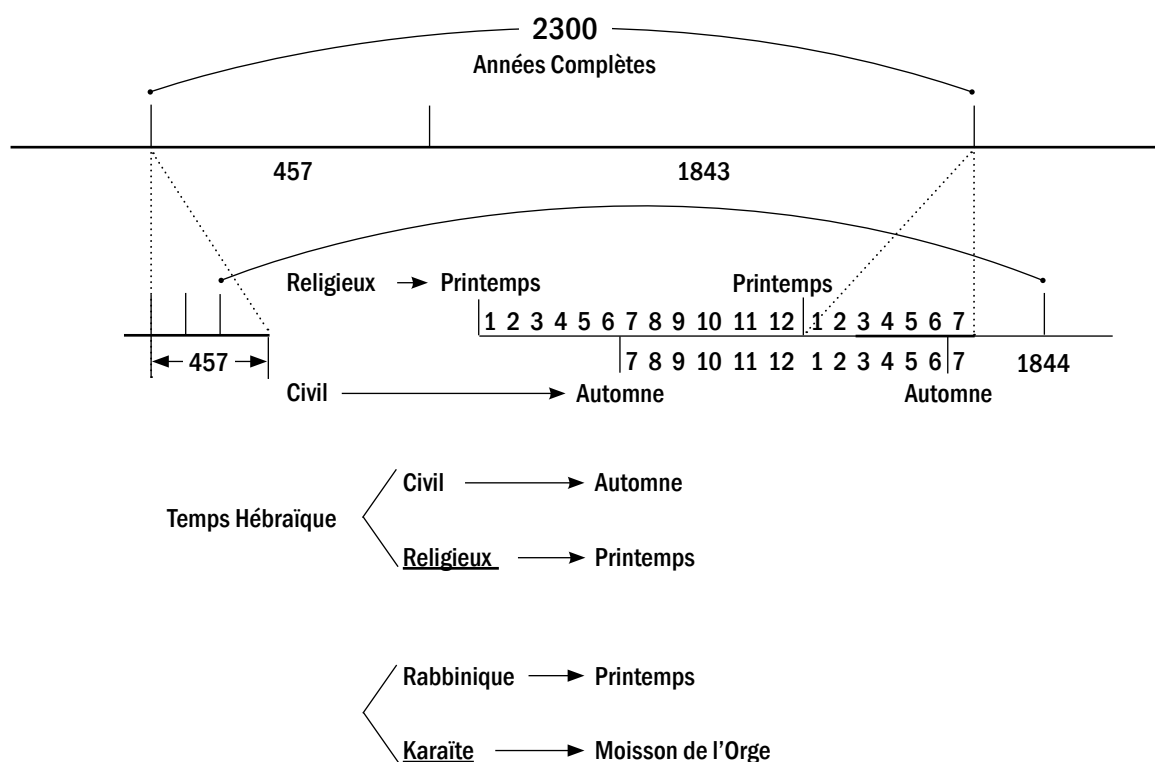 2300
Années Complètes
457 1843
Religieux Printemps Printemps
1 2 3 4 5 6 7 8 9 10 11 12 1 2 3 4 5 6 7
457 7 8 9 10 11 12 1 2 3 4 5 6 7 1844
Civil Automne Automne
Civil Automne
Temps Hébraïque
Religieux Printemps
Rabbinique Printemps
Karaïte Moisson de l'Orge